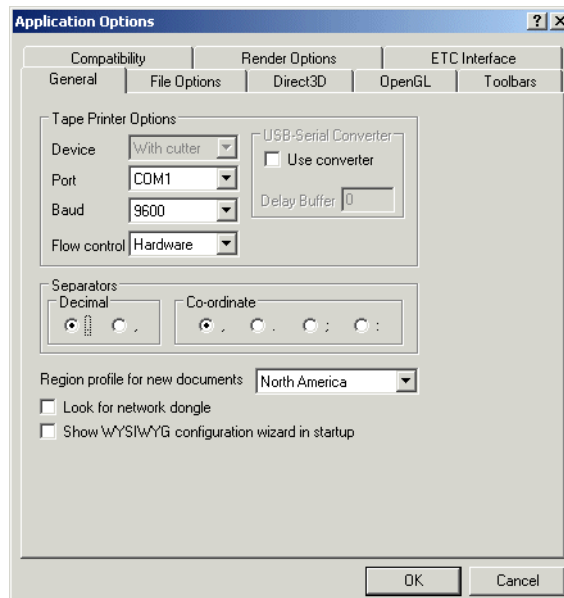 Application Options
Compatibility Render Options ETC Interface
General File Options Direct3D OpenGL Toolbars
Tape Printer Options
Device With cutter
Port COM1
Baud 9600
Flow control Hardware
USB-Serial Converter
Use converter
Delay Buffer 0
Separators
Decimal
. ,
Co-ordinate
, . ; :
Region profile for new documents North America
Look for network dongle
Show WYSIWYG configuration wizard in startup
OK Cancel